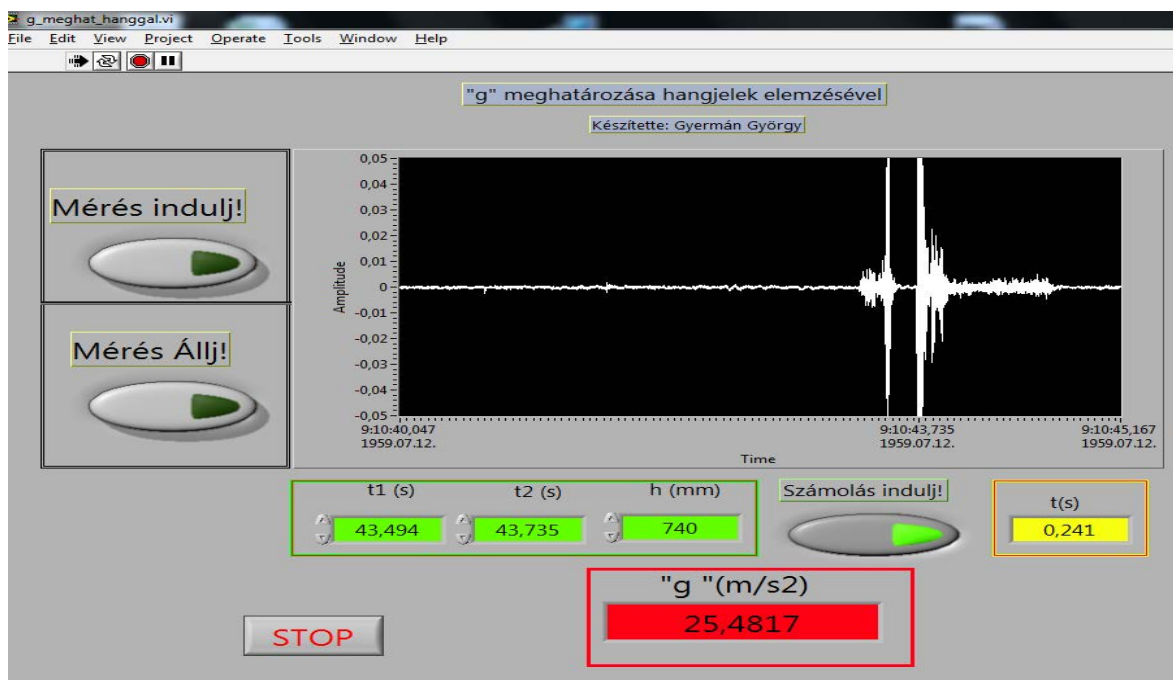 g_meghat_hanggal.vi
File Edit View Project Operate Tools Window Help
"g" meghatározása hangjelek elemzésével
Készítette: Gyermán György
Mérés indulj!
Mérés Állj!
Amplitude
0,05
0,04
0,03
0,02
0,01
0
-0,01
-0,02
-0,03
-0,04
-0,05
9:10:40,047 9:10:43,735 9:10:45,167
1959.07.12. 1959.07.12. 1959.07.12.
Time
t1 (s) t2 (s) h (mm) Számolás indulj! t(s)
43,494 43,735 740 0,241
"g "(m/s2)
25,4817
STOP